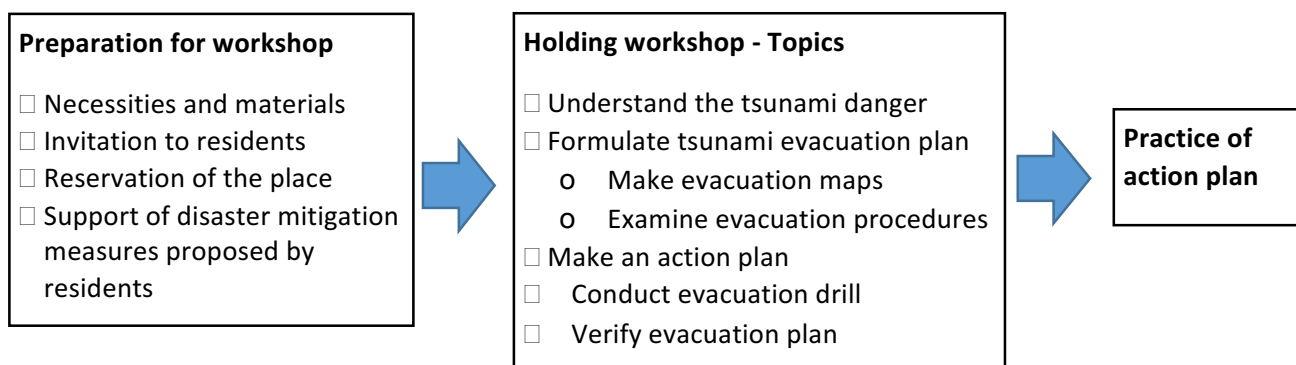 Preparation for workshop
□ Necessities and materials
□ Invitation to residents
□ Reservation of the place
□ Support of disaster mitigation
measures proposed by
residents
Holding workshop - Topics
□ Understand the tsunami danger
□ Formulate tsunami evacuation plan
o Make evacuation maps
o Examine evacuation procedures
□ Make an action plan
□ Conduct evacuation drill
□ Verify evacuation plan
Practice of
action plan